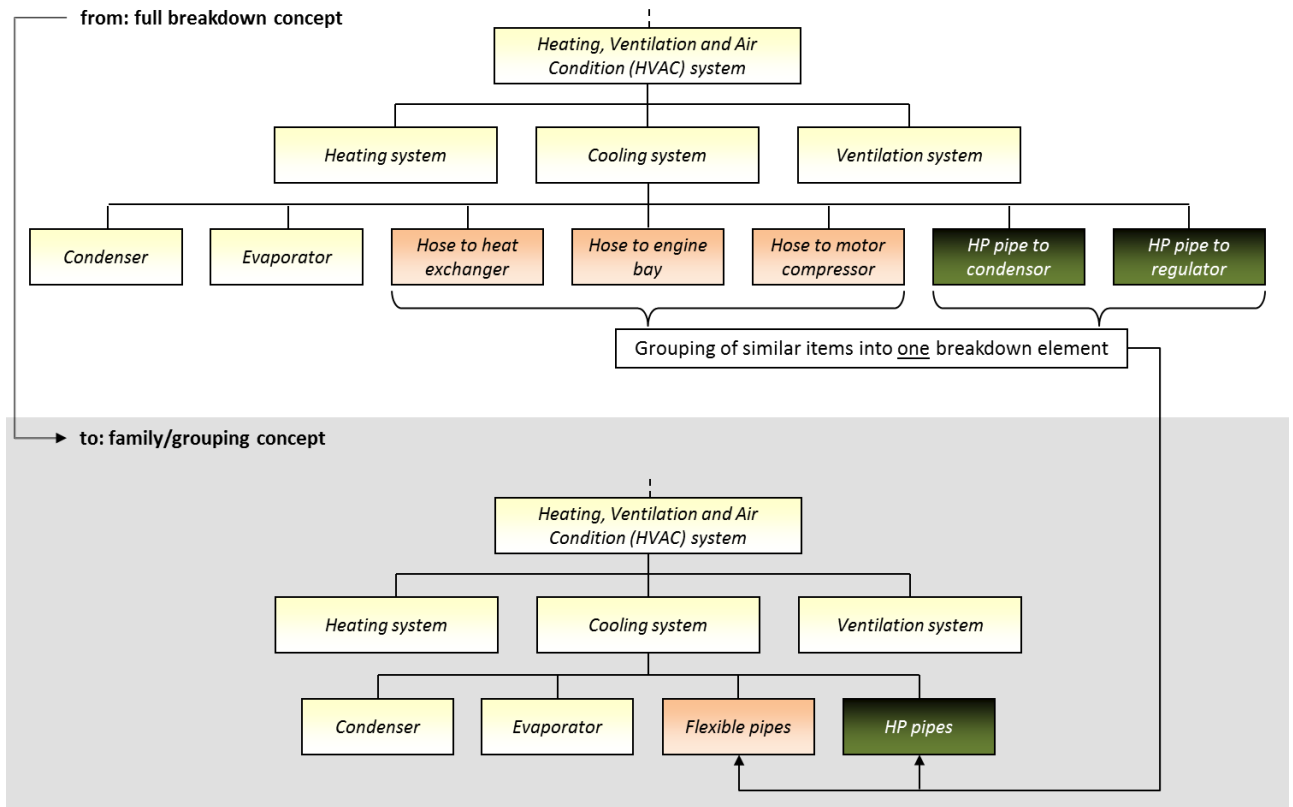 from: full breakdown concept
Heating, Ventilation and Air
Condition (HVAC) system
Heating system
Cooling system
Ventilation system
Condenser
Evaporator
Hose to heat
exchanger
Hose to engine
bay
Hose to motor
compressor
HP pipe to
condensor
HP pipe to
regulator
Grouping of similar items into one breakdown element
to: family/grouping concept
Heating, Ventilation and Air
Condition (HVAC) system
Heating system
Cooling system
Ventilation system
Condenser
Evaporator
Flexible pipes
HP pipes